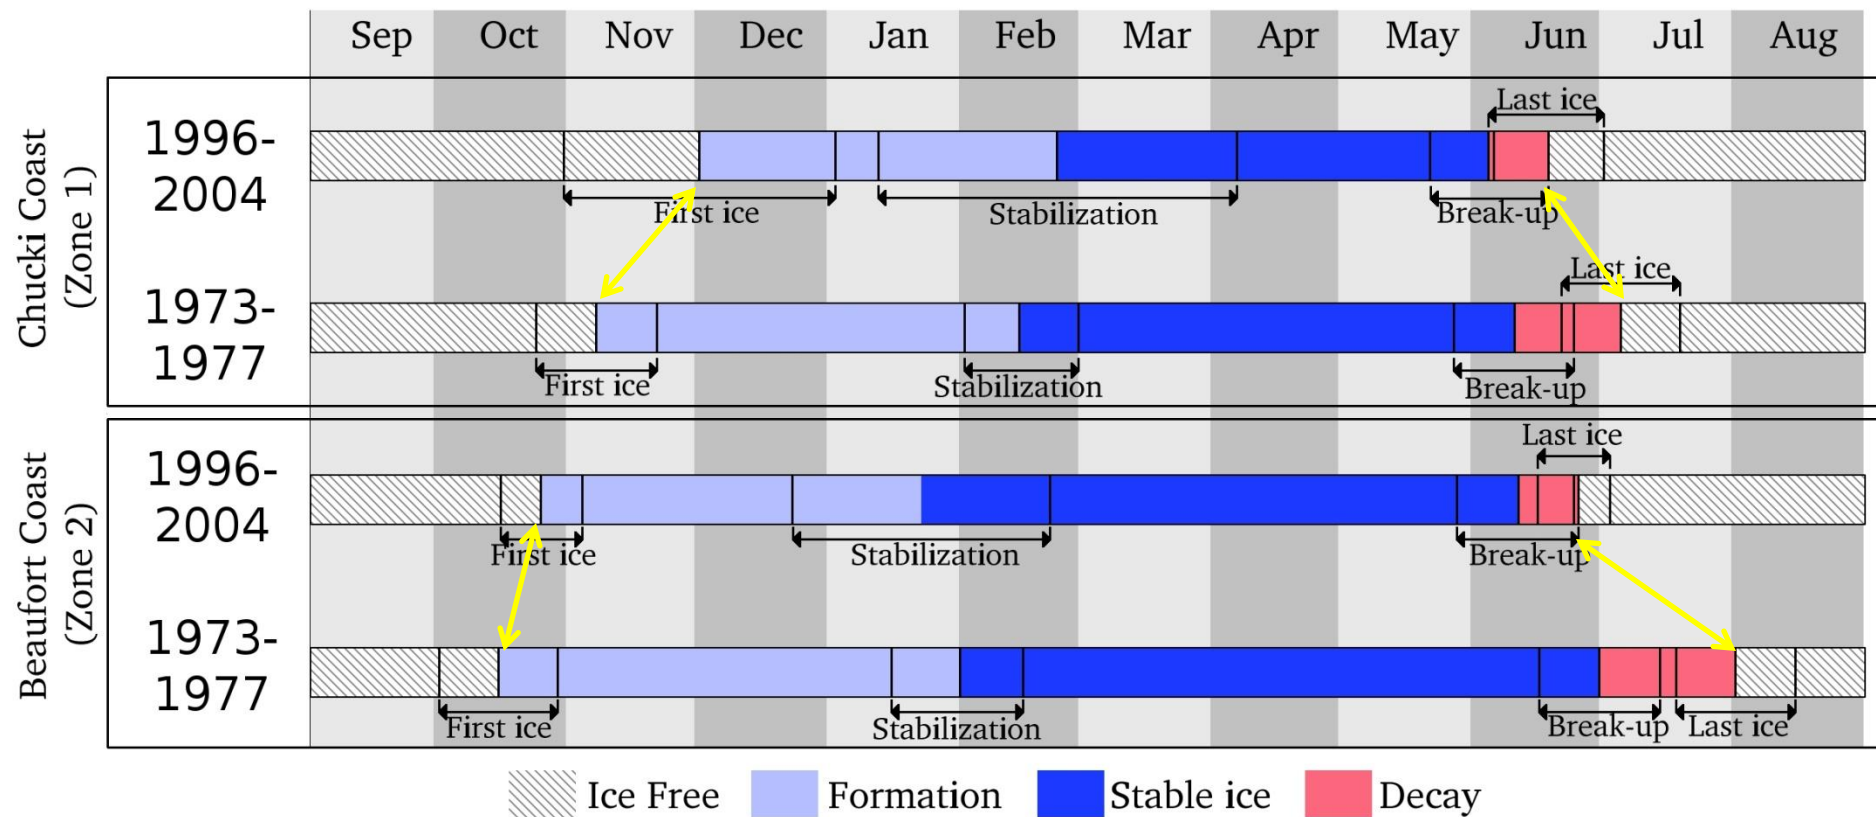 Sep Oct Nov Dec Jan Feb Mar Apr May Jun Jul Aug
Chucki Coast
(Zone 1)
1996-
2004
Last ice
First ice
Stabilization
Break-up
1973-
1977
Last ice
First ice
Stabilization
Break-up
Beaufort Coast
(Zone 2)
1996-
2004
Last ice
First ice
Stabilization
Break-up
1973-
1977
First ice
Stabilization
Break-up
Last ice
Ice Free Formation Stable ice Decay